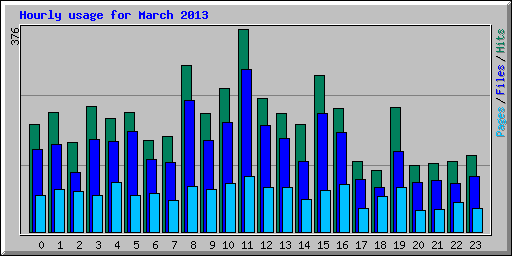 Hourly usage for March 2013
376
Pages / Files / Hits
0 1 2 3 4 5 6 7 8 9 10 11 12 13 14 15 16 17 18 19 20 21 22 23